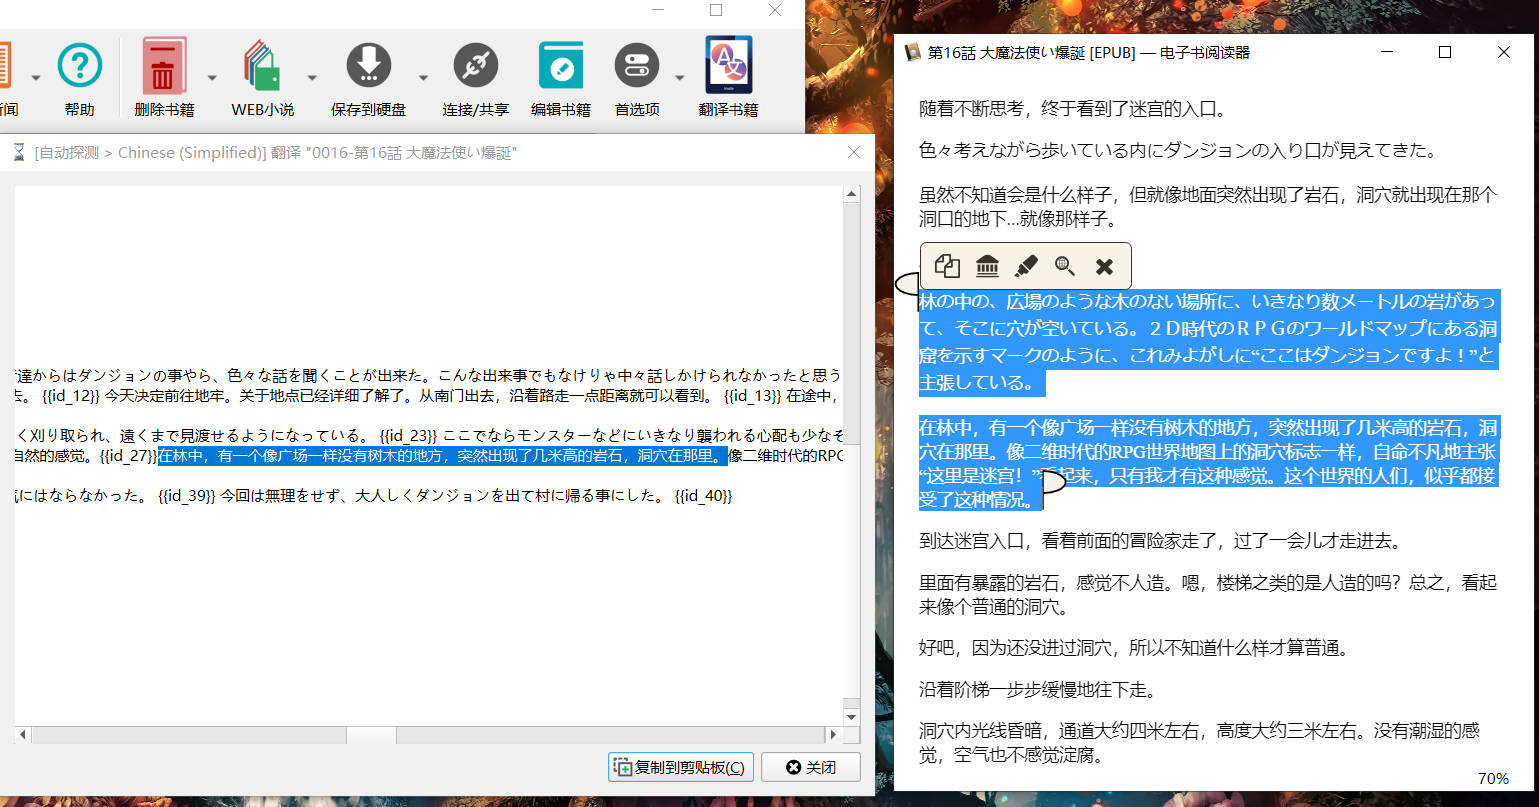 新闻
帮助
删除书籍
WEB小说
保存到硬盘
连接/共享
编辑书籍
首选项
翻译书籍
[自动探测 > Chinese (Simplified)] 翻译 "0016-第16話 大魔法使い爆誕"
達からはダンジョンの事やら、色々な話を聞くことが出来た。こんな出来事でもなけりゃ中々話しかけられなかったと思う
去。 {{id_12}} 今天决定前往地牢。关于地点已经详细了解了。从南门出去，沿着路走一点距离就可以看到。 {{id_13}} 在途中，
く刈り取られ、遠くまで見渡せるようになっている。 {{id_23}} ここでならモンスターなどにいきなり襲われる心配も少なそ
自然的感觉。{{id_27}}在林中，有一个像广场一样没有树木的地方，突然出现了几米高的岩石，洞穴在那里。像二维时代的RPG
気にはならなかった。 {{id_39}} 今回は無理をせず、大人しくダンジョンを出て村に帰る事にした。 {{id_40}}
复制到剪贴板(C)
关闭
第16話 大魔法使い爆誕 [EPUB] — 电子书阅读器
随着不断思考，终于看到了迷宫的入口。
色々考えながら歩いている内にダンジョンの入り口が見えてきた。
虽然不知道会是什么样子，但就像地面突然出现了岩石，洞穴就出现在那个
洞口的地下...就像那样子。
林の中の、広場のような木のない場所に、いきなり数メートルの岩があっ
て、そこに穴が空いている。２Ｄ時代のＲＰＧのワールドマップにある洞
窟を示すマークのように、これみよがしに“ここはダンジョンですよ！”と
主張している。
在林中，有一个像广场一样没有树木的地方，突然出现了几米高的岩石，洞
穴在那里。像二维时代的RPG世界地图上的洞穴标志一样，自命不凡地主张
“这里是迷宫！”看起来，只有我才有这种感觉。这个世界的人们，似乎都接
受了这种情况。
到达迷宫入口，看着前面的冒险家走了，过了一会儿才走进去。
里面有暴露的岩石，感觉不人造。嗯，楼梯之类的是人造的吗？总之，看起
来像个普通的洞穴。
好吧，因为还没进过洞穴，所以不知道什么样才算普通。
沿着阶梯一步步缓慢地往下走。
洞穴内光线昏暗，通道大约四米左右，高度大约三米左右。没有潮湿的感
觉，空气也不感觉淀腐。
70%